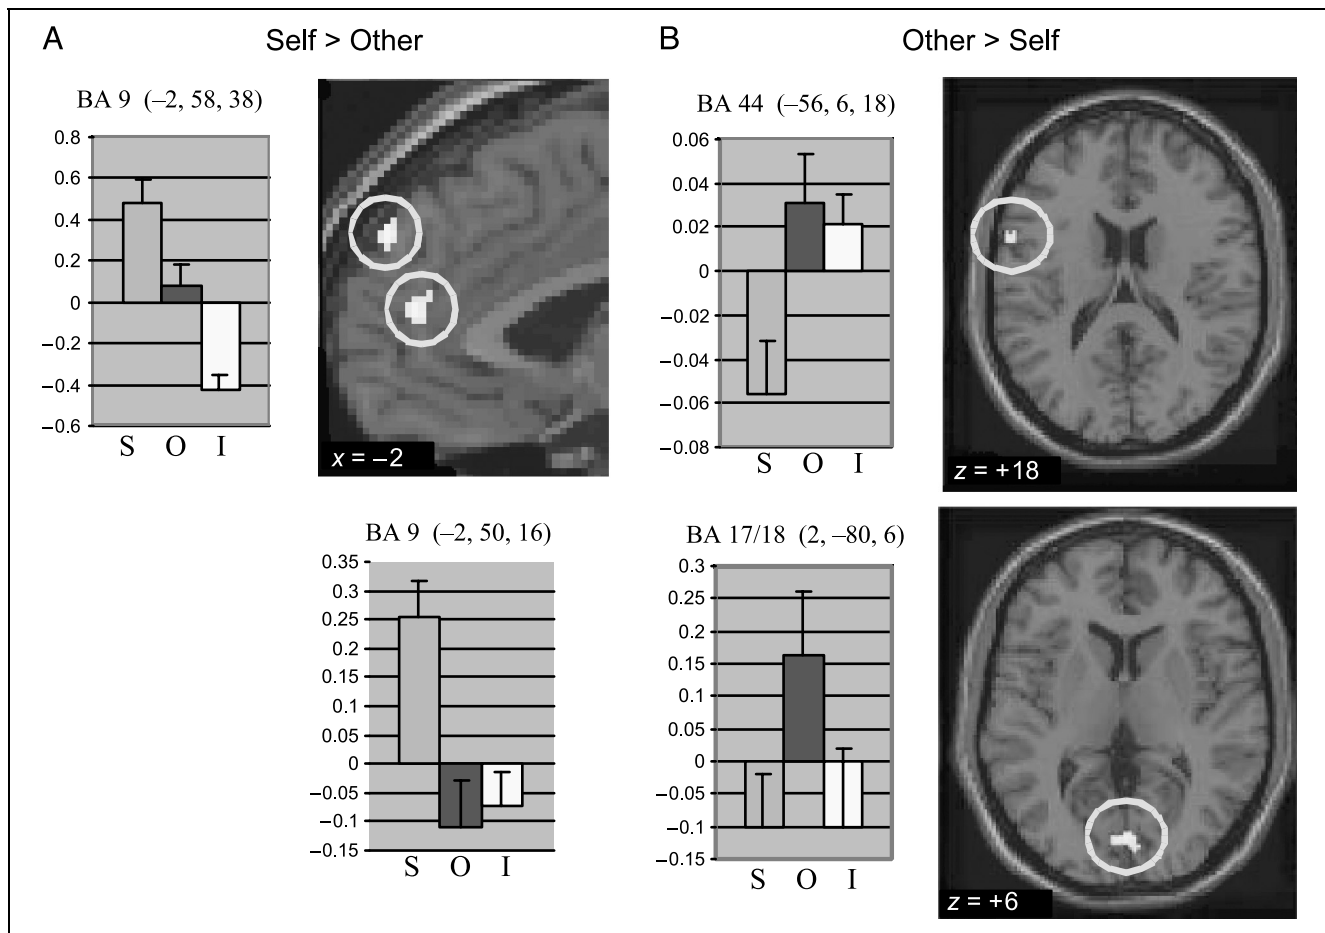 A
Self > Other
B
Other > Self
BA 9 (−2, 58, 38)
0.8
0.6
0.4
0.2
0
−0.2
−0.4
−0.6
S O I
x = −2
BA 44 (−56, 6, 18)
0.06
0.04
0.02
0
−0.02
−0.04
−0.06
−0.08
S O I
z = +18
BA 9 (−2, 50, 16)
0.35
0.3
0.25
0.2
0.15
0.1
0.05
0
−0.05
−0.1
−0.15
S O I
BA 17/18 (2, −80, 6)
0.3
0.25
0.2
0.15
0.1
0.05
0
−0.05
−0.1
−0.15
S O I
z = +6